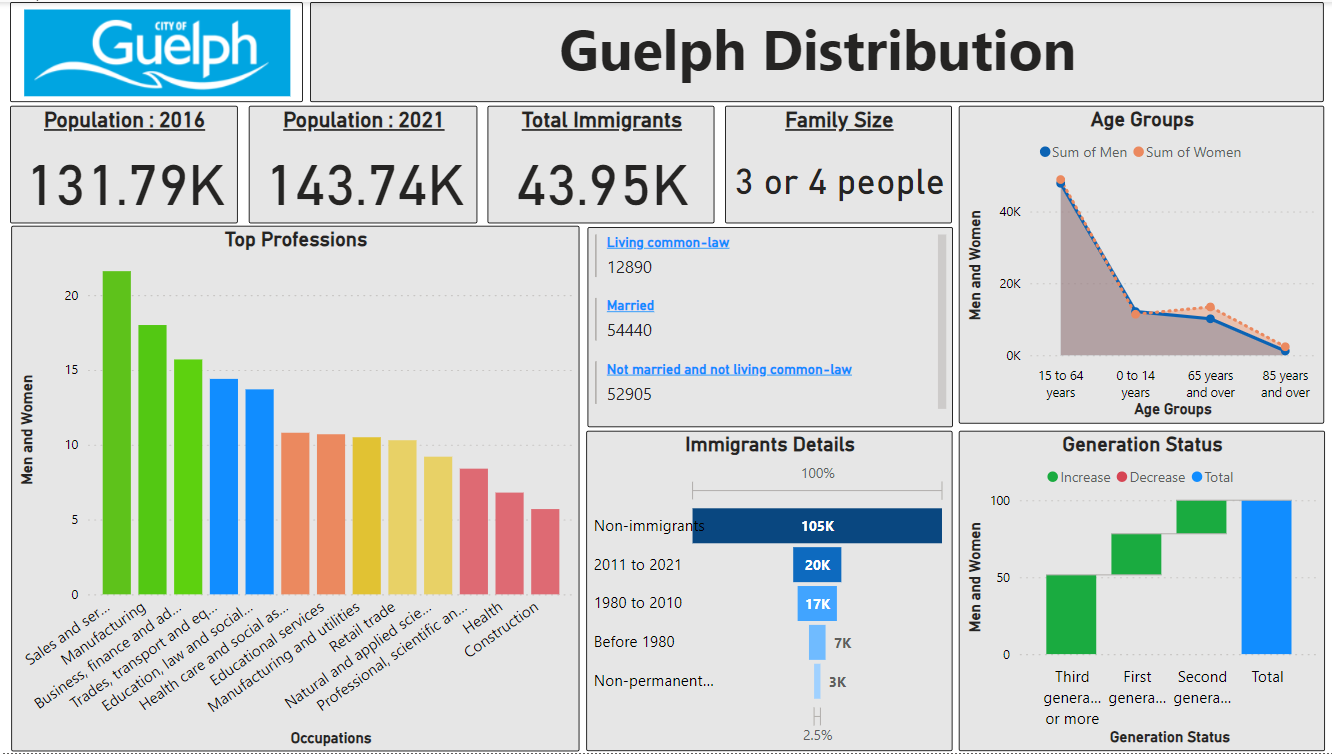 CITY OF
Guelph
Guelph Distribution
Population : 2016
131.79K
Population : 2021
143.74K
Total Immigrants
43.95K
Family Size
3 or 4 people
Age Groups
Sum of Men Sum of Women
Men and Women
40K
20K
0K
15 to 64
years
0 to 14
years
65 years
and over
85 years
and over
Age Groups
Top Professions
Men and Women
20
15
10
5
0
Sales and ser...
Manufacturing
Business, finance and ad...
Trades, transport and eq...
Education, law and social...
Health care and social as...
Educational services
Manufacturing and utilities
Retail trade
Natural and applied scie...
Professional, scientific an...
Health
Construction
Occupations
Living common-law
12890
Married
54440
Not married and not living common-law
52905
Immigrants Details
100%
Non-immigrants 105K
2011 to 2021 20K
1980 to 2010 17K
Before 1980 7K
Non-permanent... 3K
2.5%
Generation Status
Increase Decrease Total
Men and Women
100
50
0
Third
genera...
or more
First
genera...
Second
genera...
Total
Generation Status